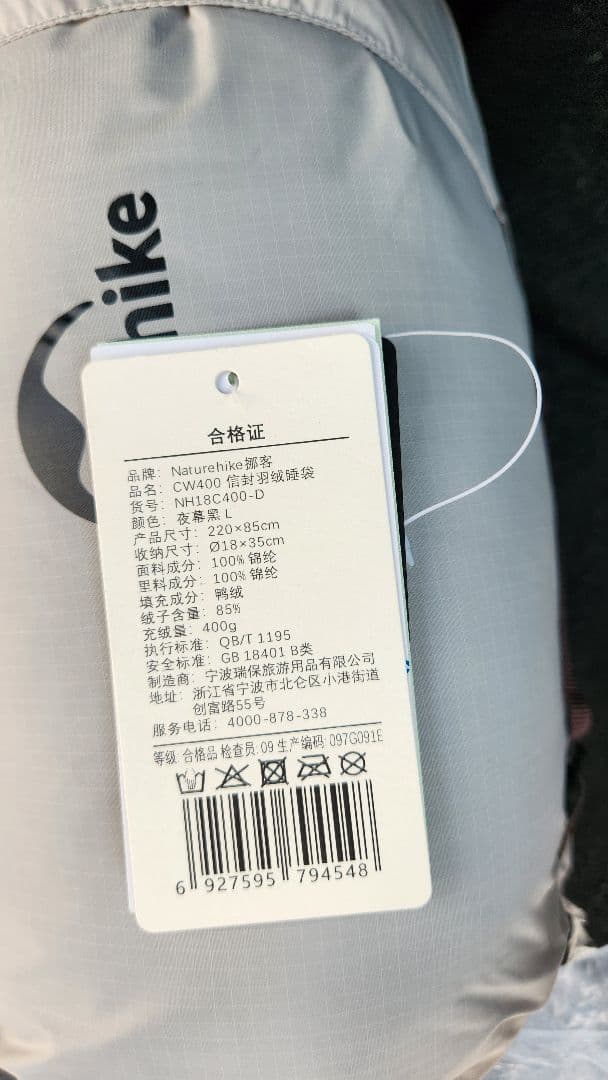 hike
合格证
品牌：Naturehike挪客
品名：CW400 信封羽绒睡袋
货号：NH18C400-D
颜色：夜幕黑 L
产品尺寸：220×85cm
收纳尺寸：Ø18×35cm
面料成分：100% 锦纶
里料成分：100% 锦纶
填充成分：鸭绒
绒子含量：85%
充绒量：400g
执行标准：QB/T 1195
安全标准：GB 18401 B类
制造商：宁波瑞保旅游用品有限公司
地址：浙江省宁波市北仑区小港街道
创富路55号
服务电话：4000-878-338
等级:合格品 检查员:09 生产编码:097G091E
6 927595 794548